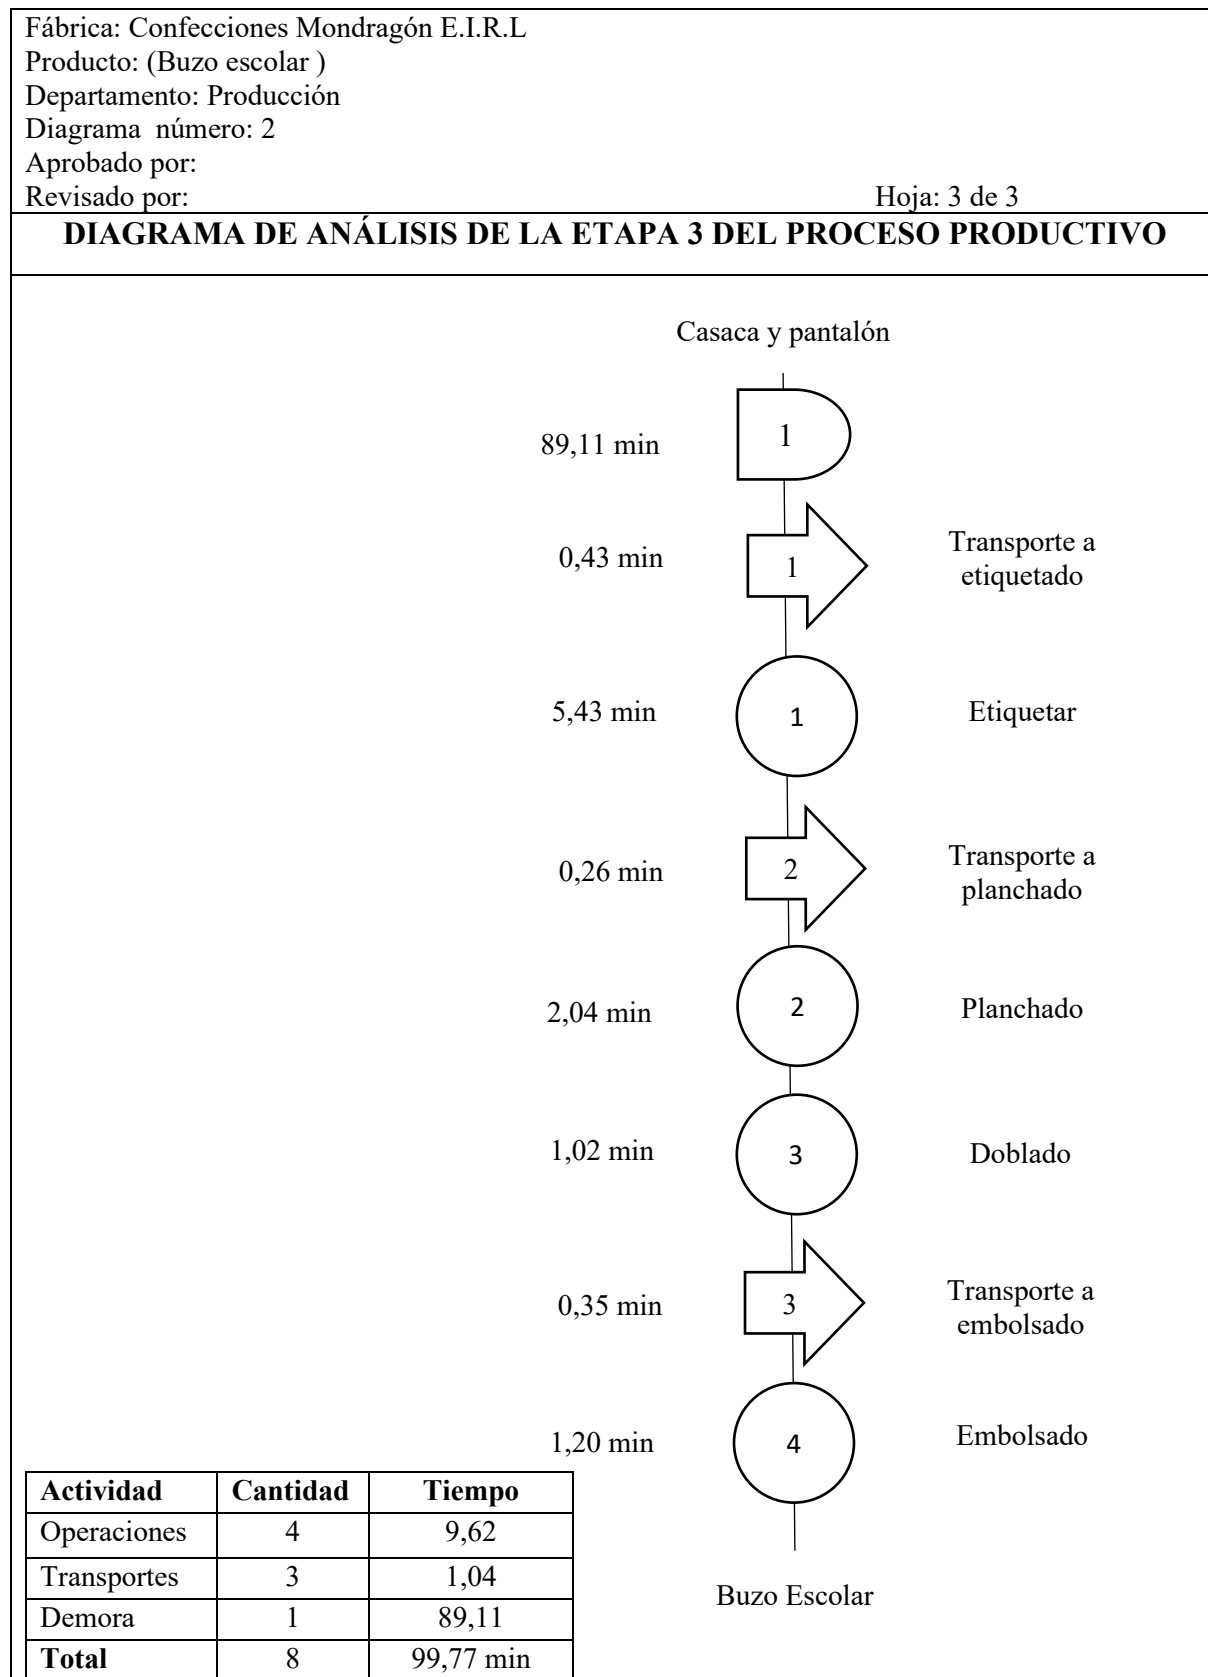 Fábrica: Confecciones Mondragón E.I.R.L
Producto: (Buzo escolar )
Departamento: Producción
Diagrama número: 2
Aprobado por:
Revisado por: Hoja: 3 de 3
DIAGRAMA DE ANÁLISIS DE LA ETAPA 3 DEL PROCESO PRODUCTIVO
Casaca y pantalón
89,11 min 1
0,43 min 1 Transporte a
etiquetado
5,43 min 1 Etiquetar
0,26 min 2 Transporte a
planchado
2,04 min 2 Planchado
1,02 min 3 Doblado
0,35 min 3 Transporte a
embolsado
1,20 min 4 Embolsado
Buzo Escolar
Actividad Cantidad Tiempo
Operaciones 4 9,62
Transportes 3 1,04
Demora 1 89,11
Total 8 99,77 min